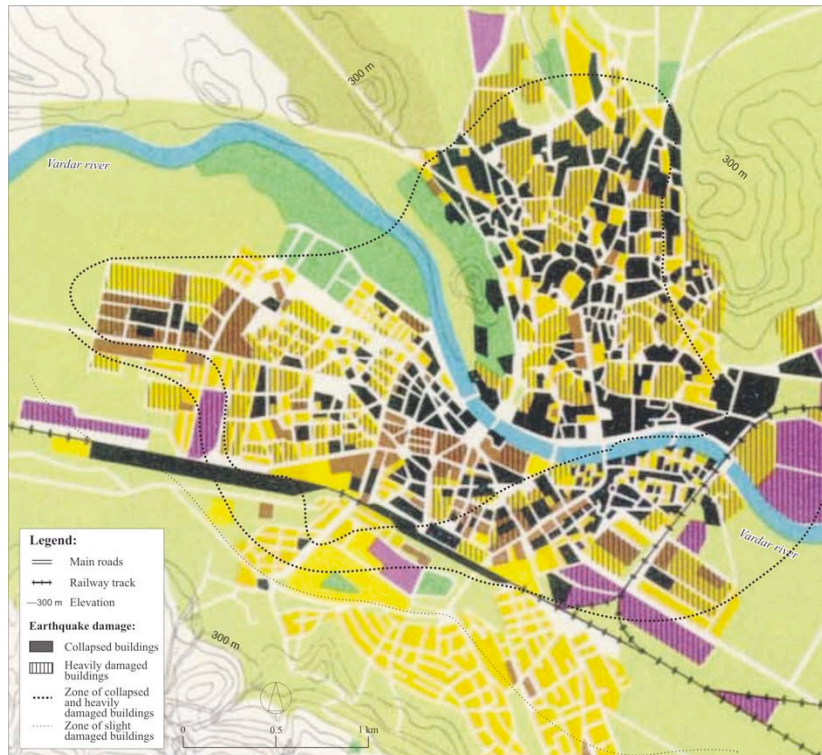 300 m
Vardar river
300 m
Vardar river
300 m
Legend:
Main roads
Railway track
300 m Elevation
Earthquake damage:
Collapsed buildings
Heavily damaged
buildings
Zone of collapsed
and heavily
damaged buildings
Zone of slight
damaged buildings
0 0.5 1 km